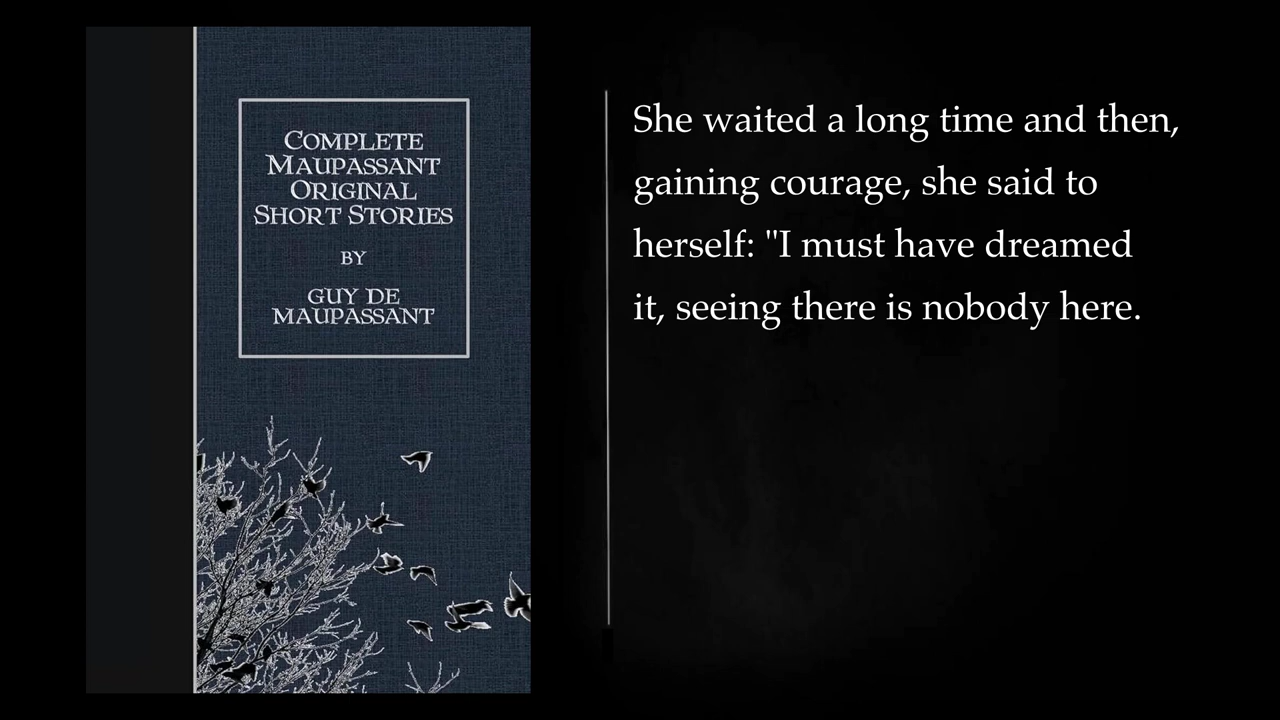 COMPLETE
MAUPASSANT
ORIGINAL
SHORT STORIES
BY
GUY DE
MAUPASSANT
She waited a long time and then,
gaining courage, she said to
herself: "I must have dreamed
it, seeing there is nobody here.